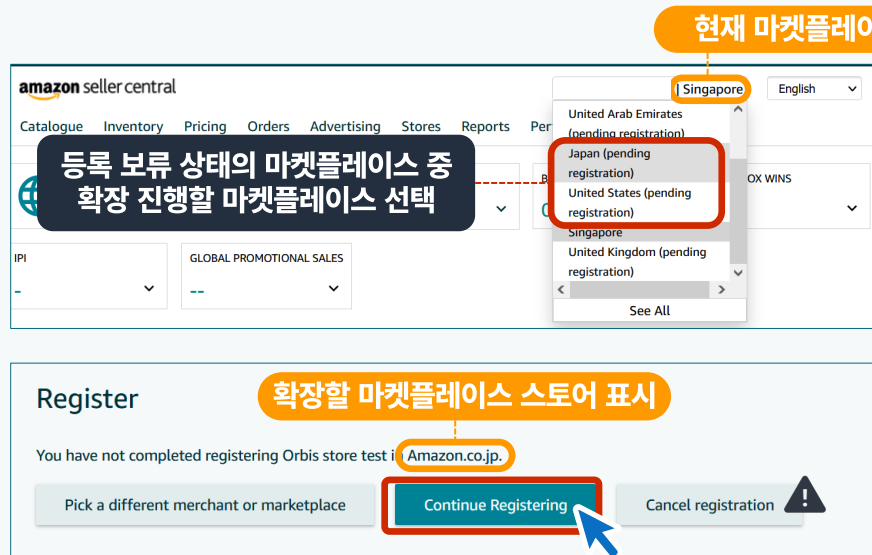 현재 마켓플레이
amazon seller central
| Singapore
English
Catalogue Inventory Pricing Orders Advertising Stores Reports Per
United Arab Emirates
(pending registration)
Japan (pending
registration)
United States (pending
registration)
Singapore
United Kingdom (pending
registration)
See All
등록 보류 상태의 마켓플레이스 중
확장 진행할 마켓플레이스 선택
B
OX WINS
IPI
-
GLOBAL PROMOTIONAL SALES
--
Register
확장할 마켓플레이스 스토어 표시
You have not completed registering Orbis store test in Amazon.co.jp.
Pick a different merchant or marketplace
Continue Registering
Cancel registration